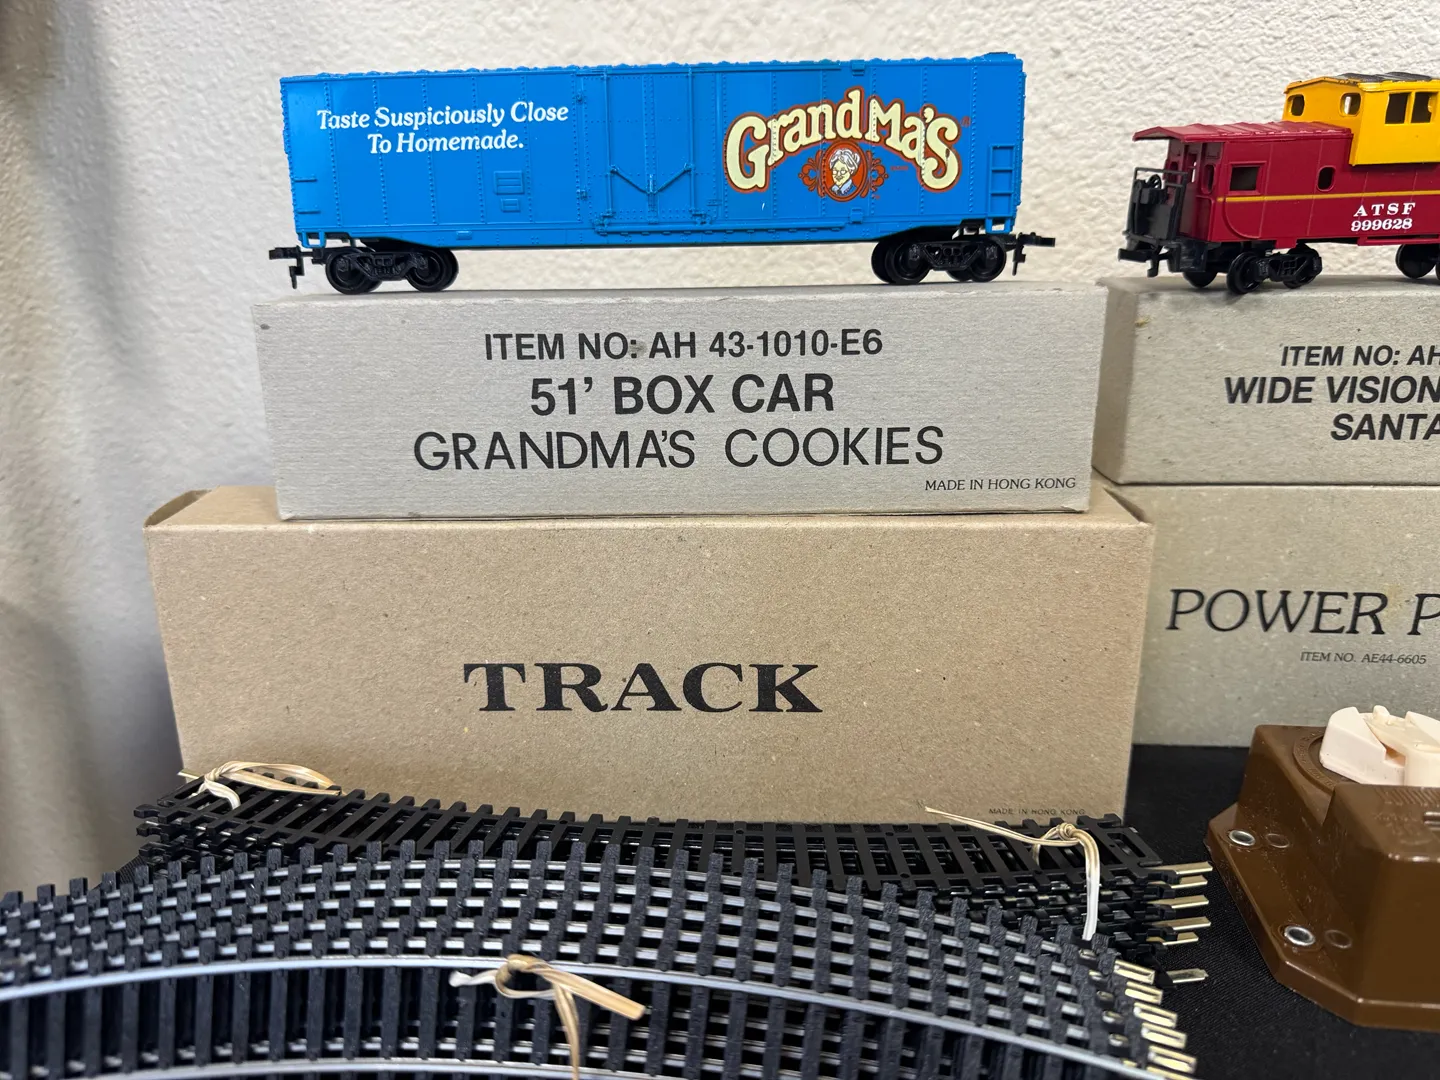 Taste Suspiciously Close
To Homemade.
GrandMa's
ATSF
999628
ITEM NO: AH 43-1010-E6
51' BOX CAR
GRANDMA'S COOKIES
MADE IN HONG KONG
ITEM NO: AH
WIDE VISION
SANTA
TRACK
MADE IN HONG KONG
POWER P
ITEM NO. AE44-6605